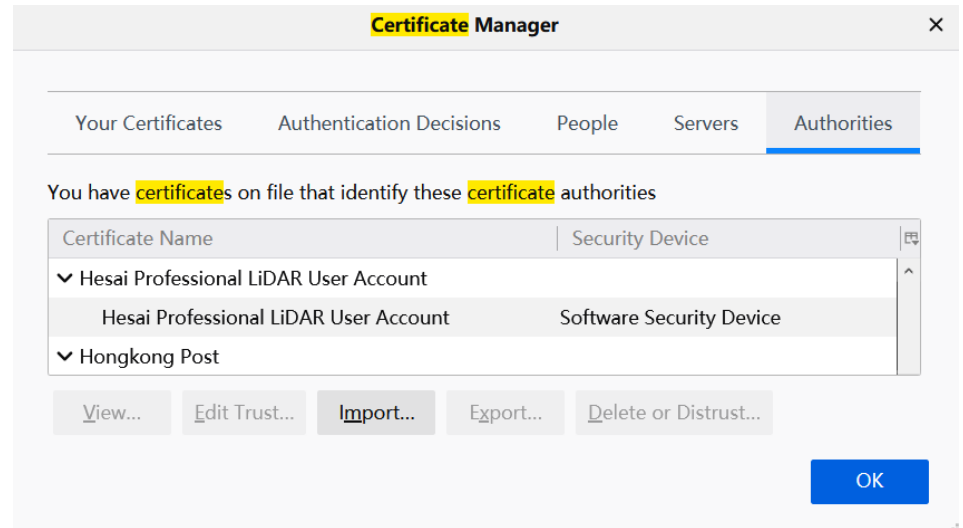 Certificate Manager
Your Certificates Authentication Decisions People Servers Authorities
You have certificates on file that identify these certificate authorities
Certificate Name Security Device
Hesai Professional LiDAR User Account
Hesai Professional LiDAR User Account Software Security Device
Hongkong Post
View... Edit Trust... Import... Export... Delete or Distrust...
OK